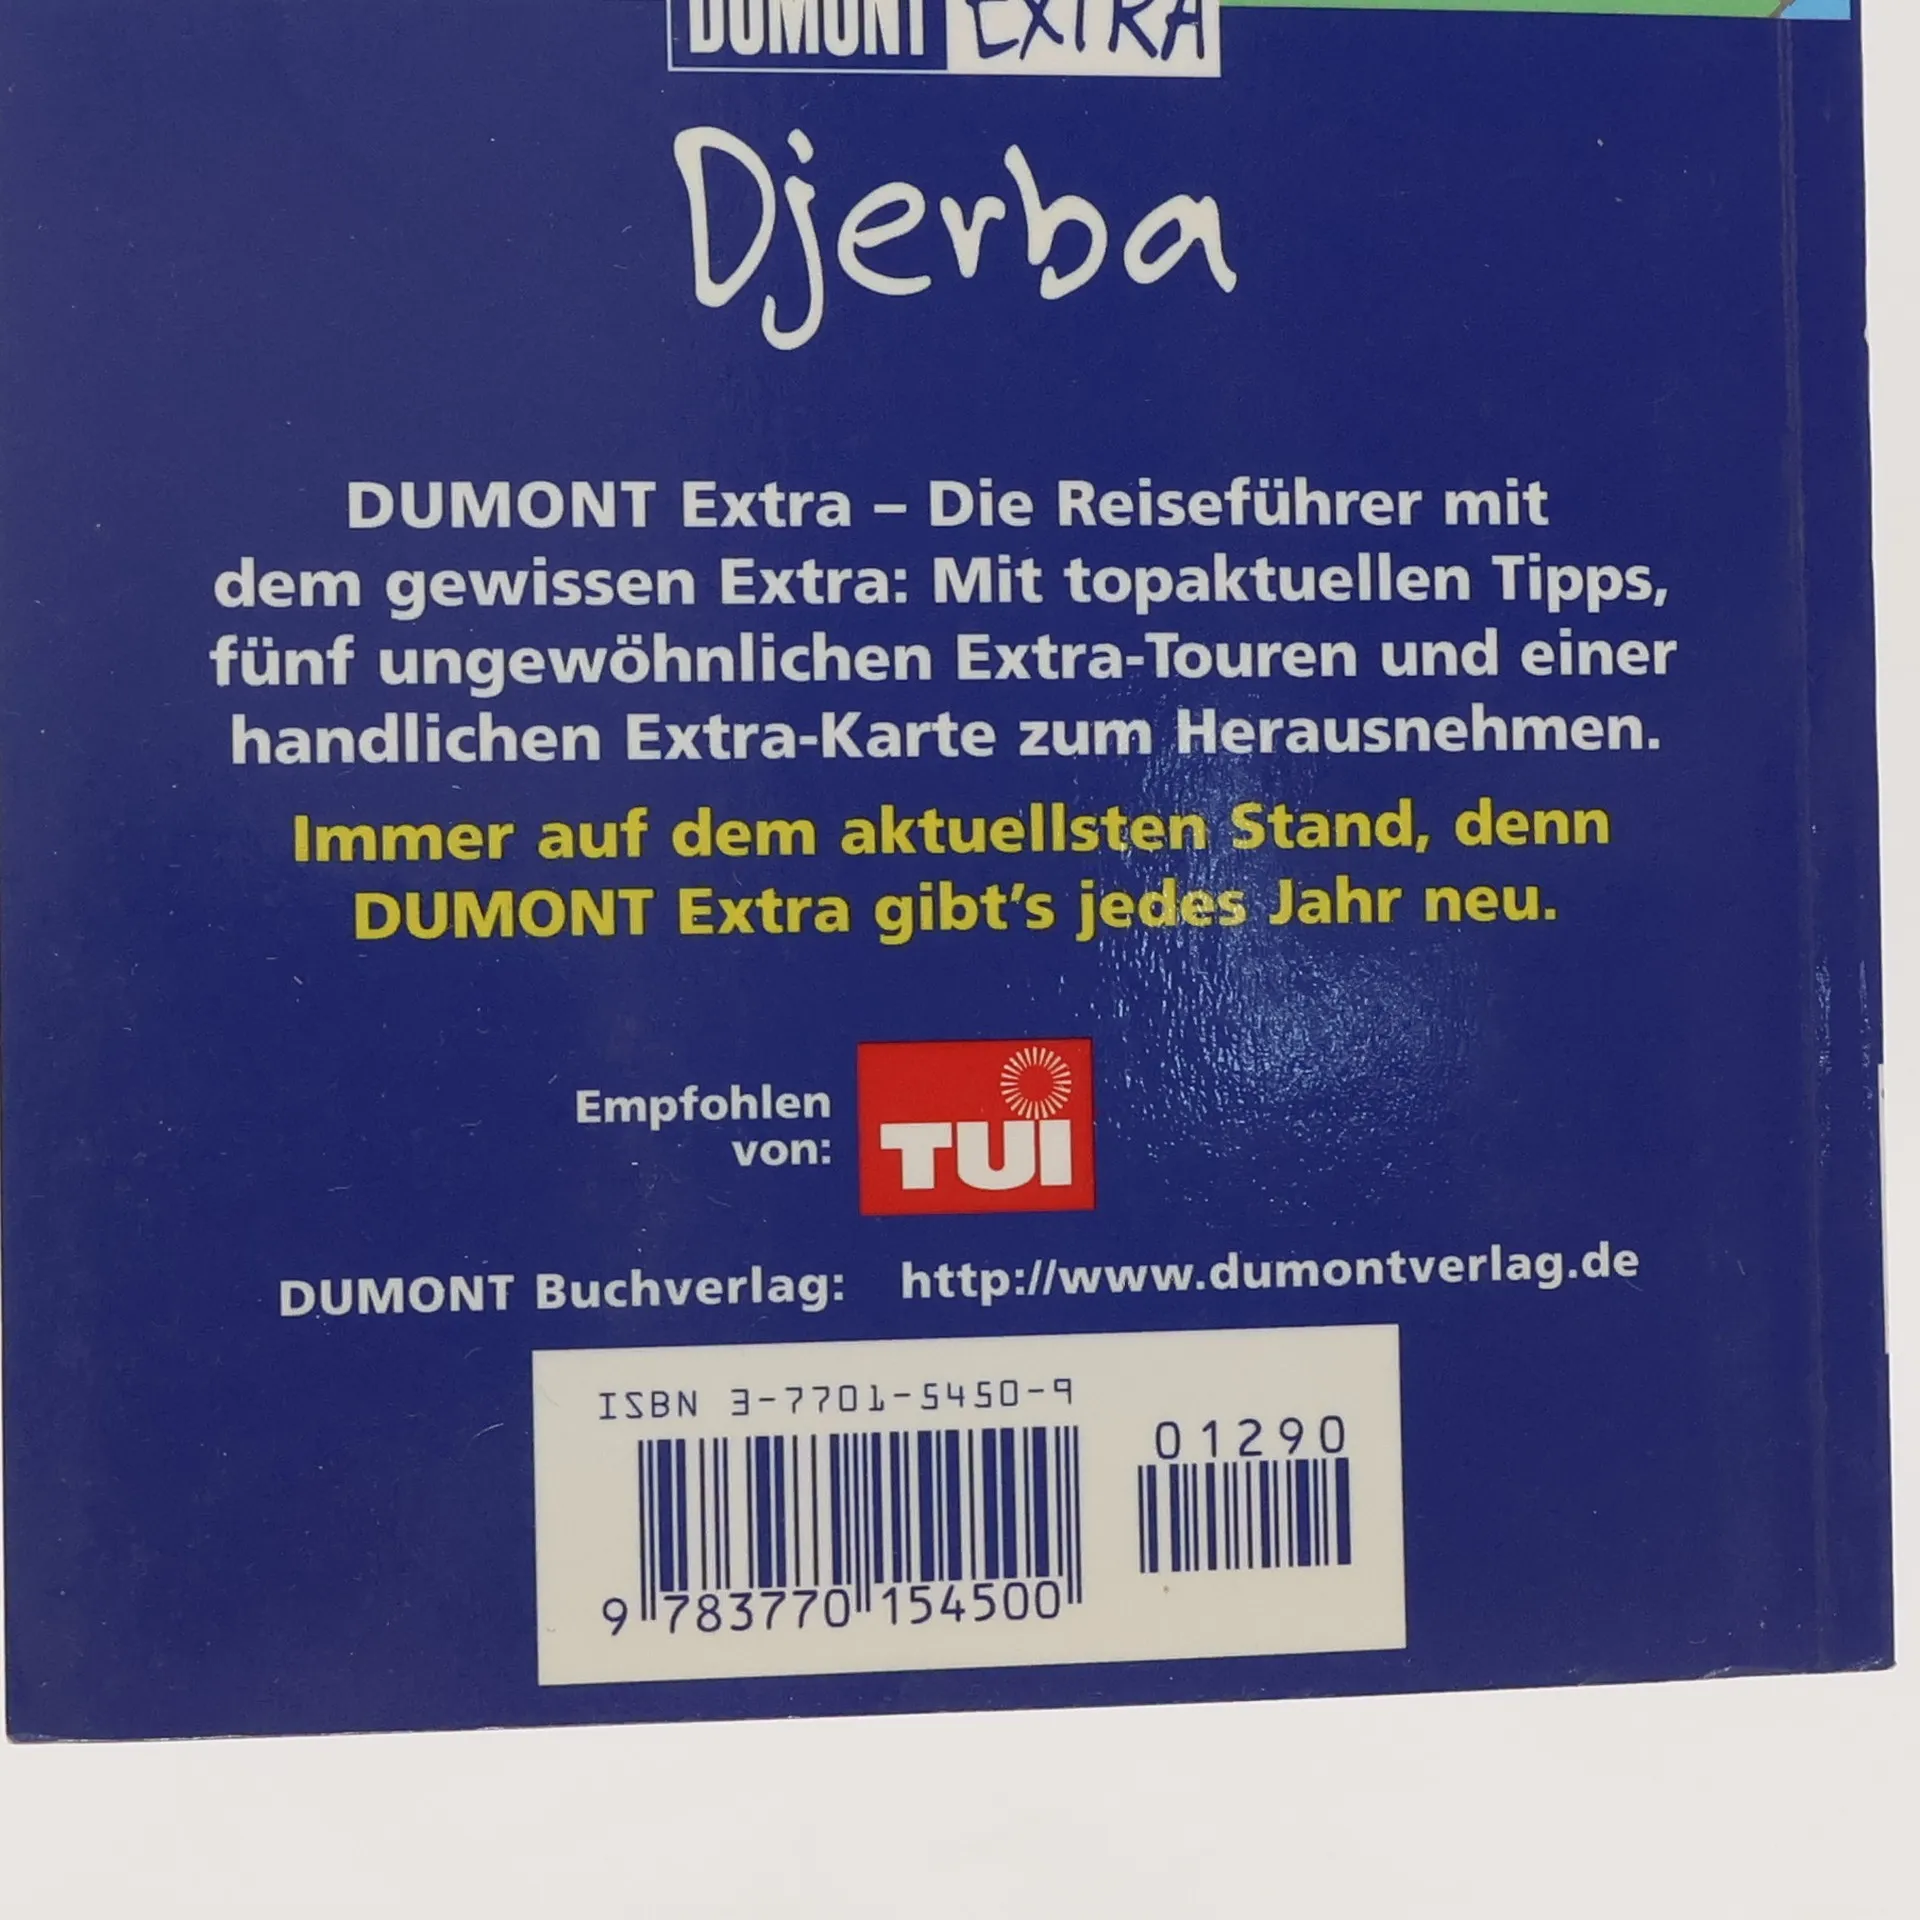 DUMONT EXTRA
Djerba
DUMONT Extra – Die Reiseführer mit
dem gewissen Extra: Mit topaktuellen Tipps,
fünf ungewöhnlichen Extra-Touren und einer
handlichen Extra-Karte zum Herausnehmen.
Immer auf dem aktuellsten Stand, denn
DUMONT Extra gibt's jedes Jahr neu.
Empfohlen
von:
TUI
DUMONT Buchverlag: http://www.dumontverlag.de
ISBN 3-7701-5450-9
01290
9 783770 154500